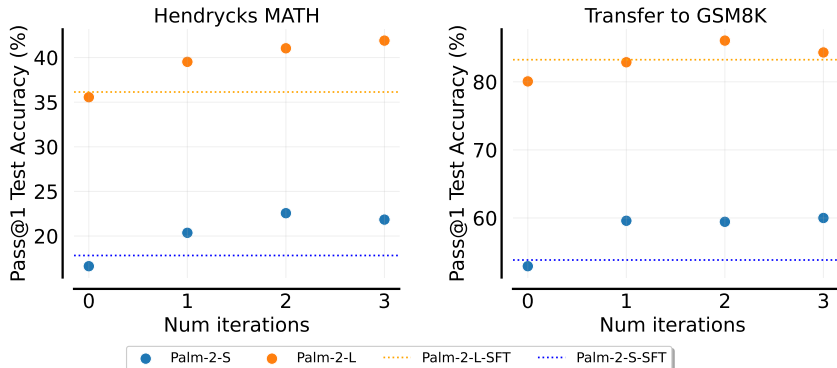 Hendrycks MATH
Pass@1 Test Accuracy (%)
40
35
30
25
20
0 1 2 3
Num iterations
Transfer to GSM8K
Pass@1 Test Accuracy (%)
80
70
60
0 1 2 3
Num iterations
Palm-2-S Palm-2-L Palm-2-L-SFT Palm-2-S-SFT